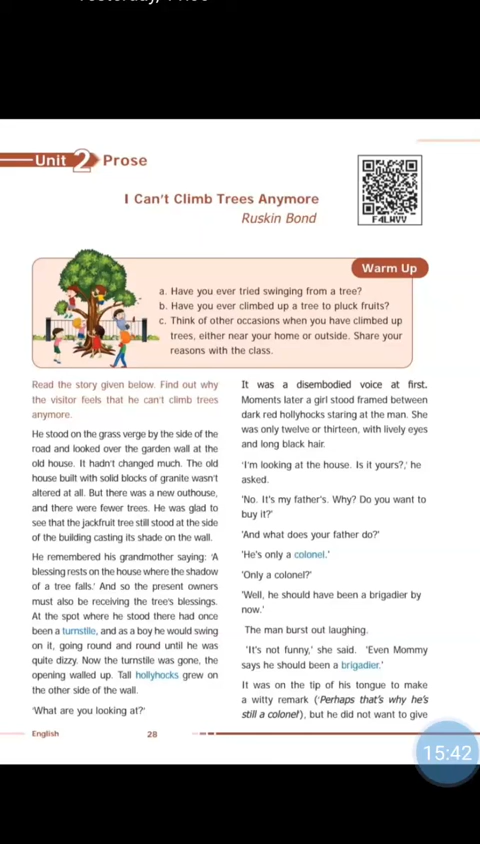 Unit 2 Prose
I Can't Climb Trees Anymore
Ruskin Bond
F4LWVV
Warm Up
a. Have you ever tried swinging from a tree?
b. Have you ever climbed up a tree to pluck fruits?
c. Think of other occasions when you have climbed up
trees, either near your home or outside. Share your
reasons with the class.
Read the story given below. Find out why
the visitor feels that he can't climb trees
anymore.
He stood on the grass verge by the side of the
road and looked over the garden wall at the
old house. It hadn't changed much. The old
house built with solid blocks of granite wasn't
altered at all. But there was a new outhouse,
and there were fewer trees. He was glad to
see that the jackfruit tree still stood at the side
of the building casting its shade on the wall.
He remembered his grandmother saying: 'A
blessing rests on the house where the shadow
of a tree falls.' And so the present owners
must also be receiving the tree's blessings.
At the spot where he stood there had once
been a turnstile, and as a boy he would swing
on it, going round and round until he was
quite dizzy. Now the turnstile was gone, the
opening walled up. Tall hollyhocks grew on
the other side of the wall.
'What are you looking at?'
It was a disembodied voice at first.
Moments later a girl stood framed between
dark red hollyhocks staring at the man. She
was only twelve or thirteen, with lively eyes
and long black hair.
'I'm looking at the house. Is it yours?,' he
asked.
'No. It's my father's. Why? Do you want to
buy it?'
'And what does your father do?'
'He's only a colonel.'
'Only a colonel?'
'Well, he should have been a brigadier by
now.'
The man burst out laughing.
'It's not funny,' she said. 'Even Mommy
says he should been a brigadier.'
It was on the tip of his tongue to make
a witty remark ('Perhaps that's why he's
still a colonel'), but he did not want to give
English 28
15:42